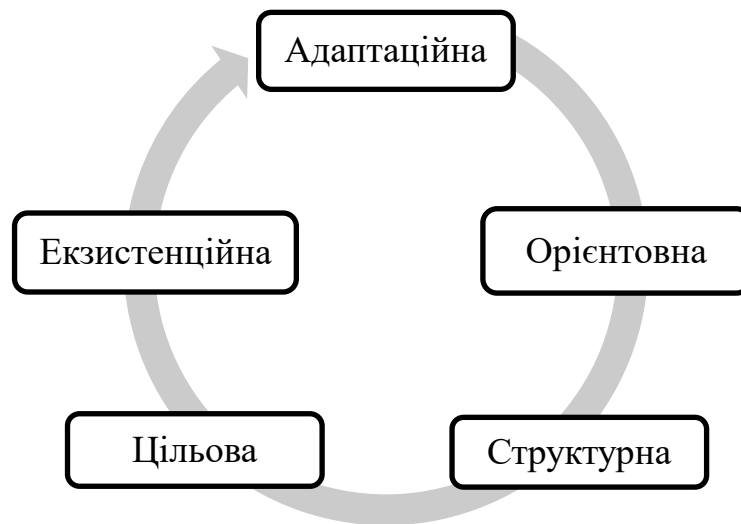 Адаптаційна
Орієнтовна
Структурна
Цільова
Екзистенційна